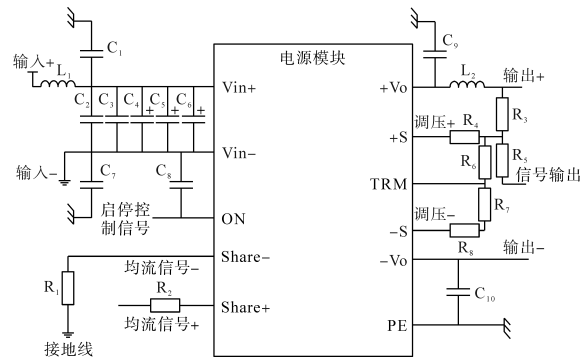 C1
输入+
L1
C2 C3 C4 C5 C6
+ + +
输入-
C7
C8
启停控
制信号
均流信号-
R1
R2
均流信号+
接地线
电源模块
Vin+
Vin-
ON
Share-
Share+
+Vo
+S
TRM
-S
-Vo
PE
C9
L2
输出+
R3
调压+
R4
R5
R6
信号输出
R7
调压-
R8
输出-
C10